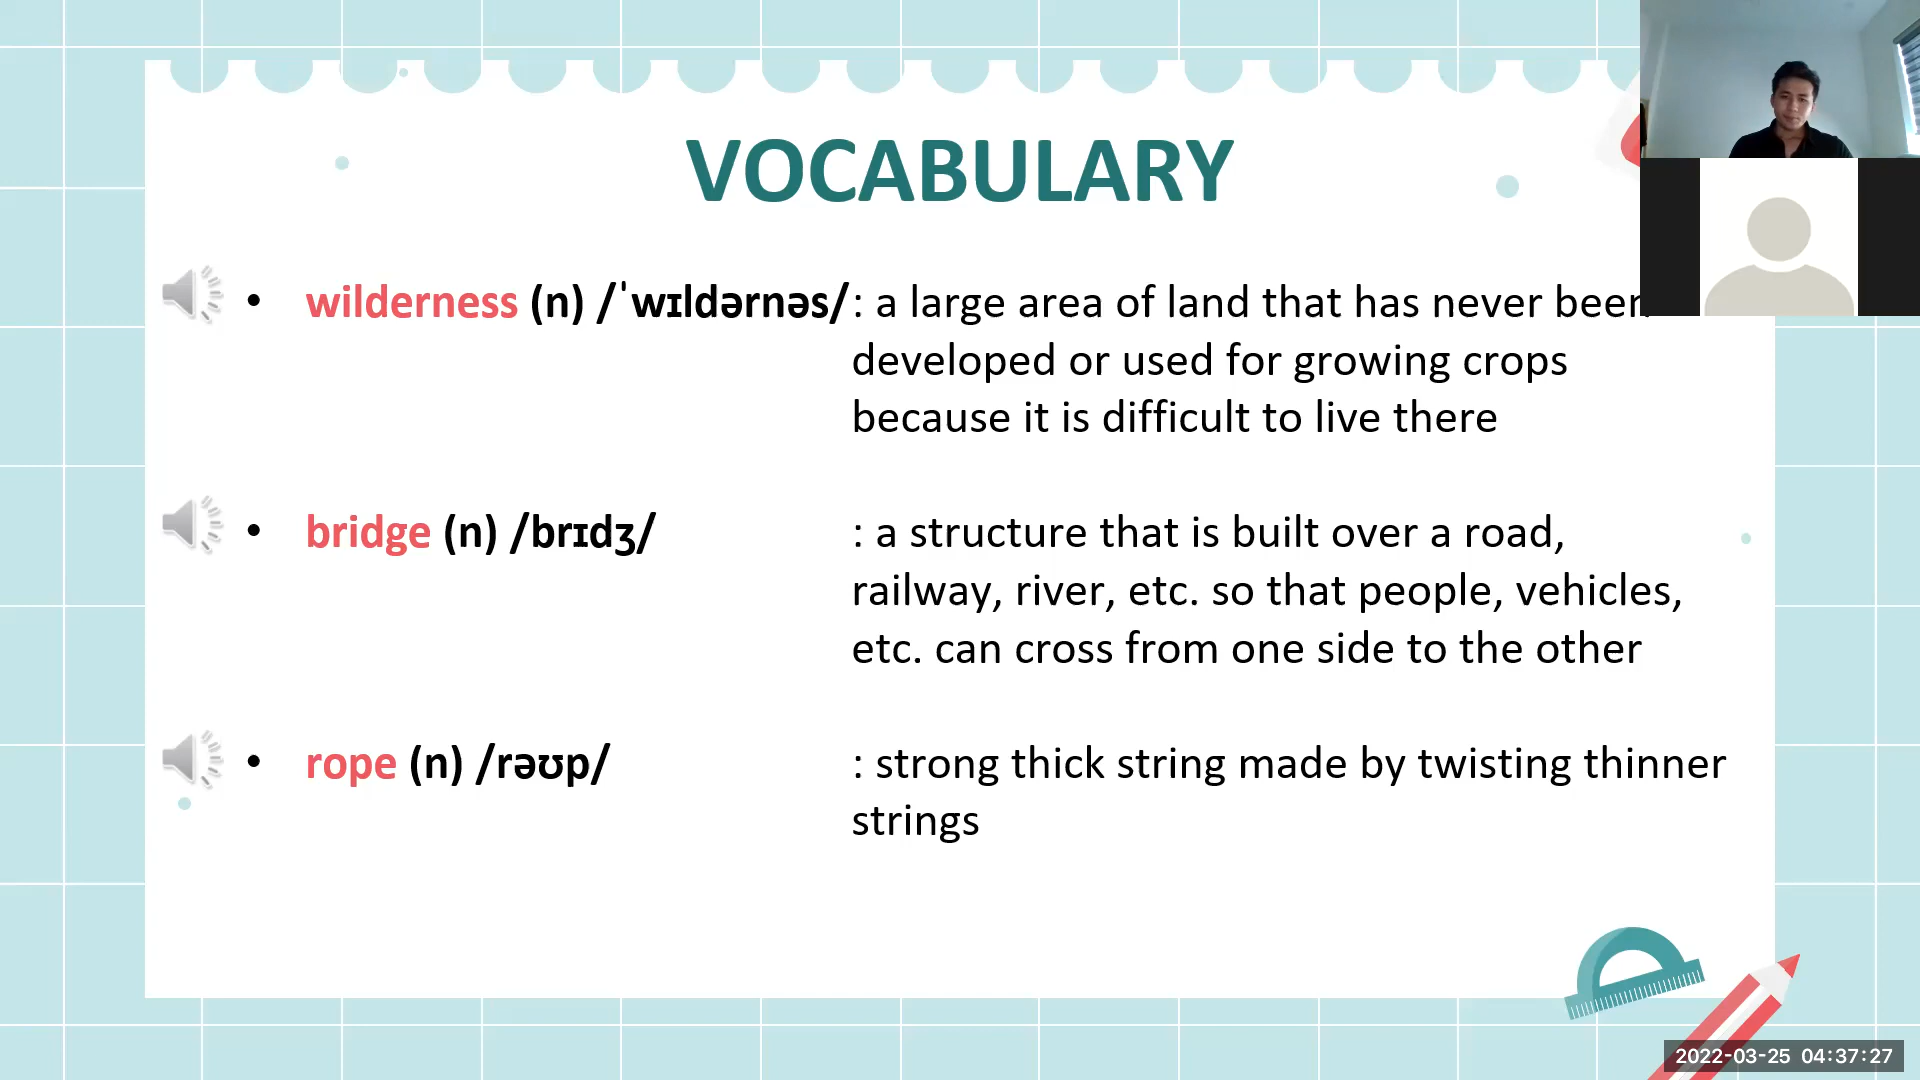 VOCABULARY
• wilderness (n) /ˈwɪldərnəs/ : a large area of land that has never been
developed or used for growing crops
because it is difficult to live there
• bridge (n) /brɪdʒ/ : a structure that is built over a road,
railway, river, etc. so that people, vehicles,
etc. can cross from one side to the other
• rope (n) /rəʊp/ : strong thick string made by twisting thinner
strings
2022-03-25 04:37:27